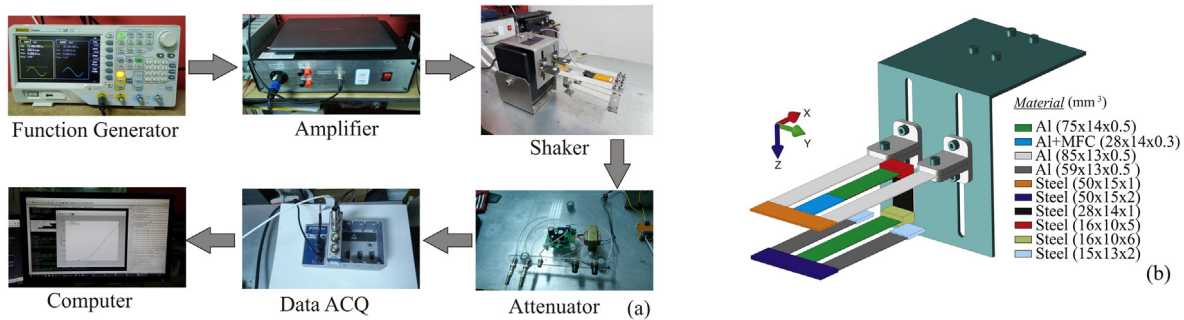 Function Generator
Amplifier
Shaker
Computer
Data ACQ
Attenuator
(a)
X
Y
Z
Material (mm³)
Al (75x14x0.5)
Al+MFC (28x14x0.3)
Al (85x13x0.5)
Al (59x13x0.5
Steel (50x15x1)
Steel (50x15x2)
Steel (28x14x1)
Steel (16x10x5)
Steel (16x10x6)
Steel (15x13x2)
(b)